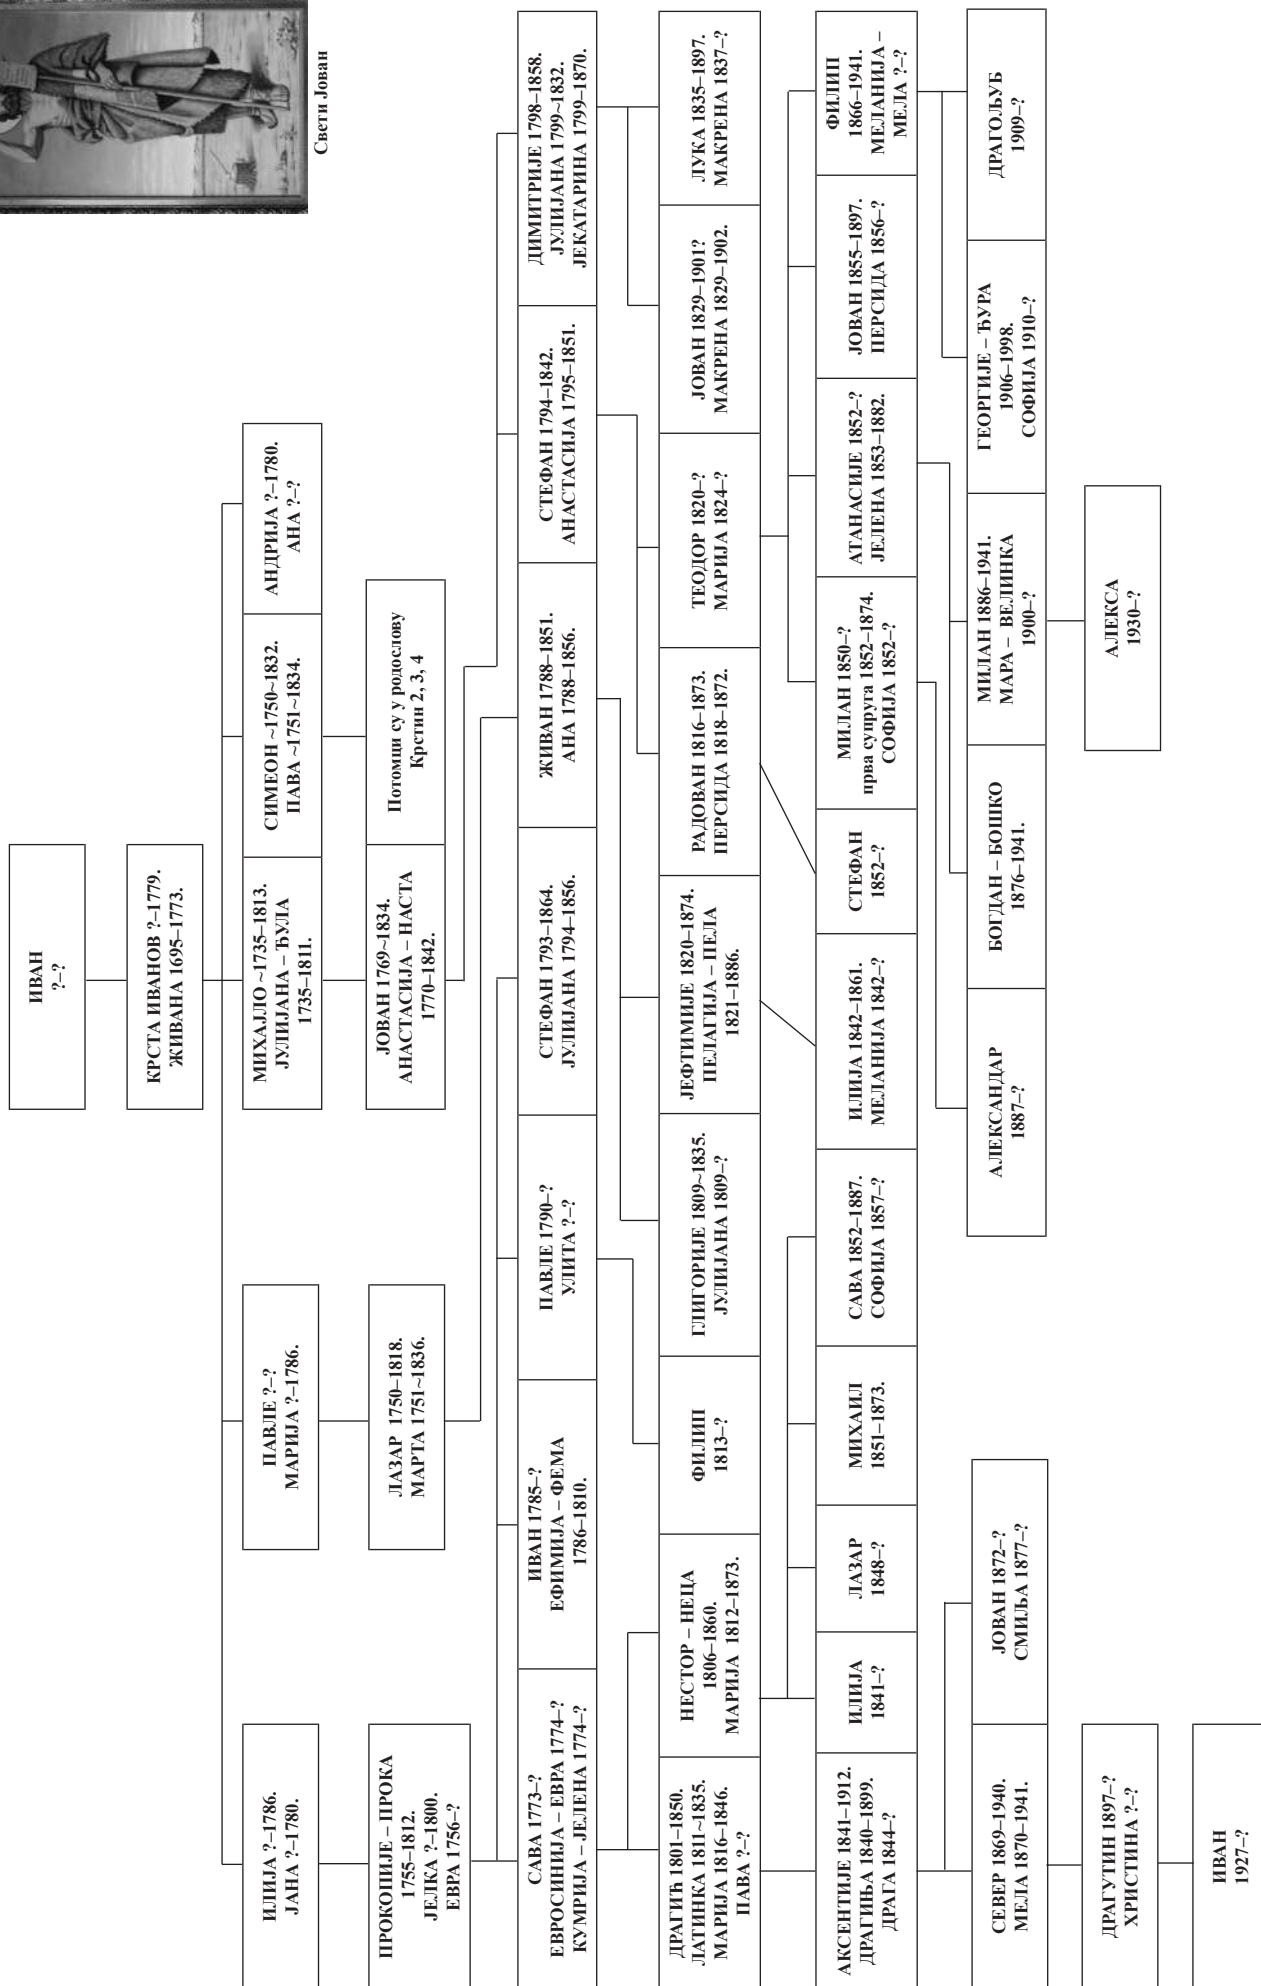 Свети Јован
ИВАН
?–?
КРСТА ИВАНОВ ?–1779.
ЖИВАНА 1695–1773.
ИЛИЈА ?–1786.
ЈАНА ?–1780.
ПАВЛЕ ?–?
МАРИЈА ?–1786.
МИХАЈЛО ~1735–1813.
ЈУЛИЈАНА – ЂУЛА
1735–1811.
СИМЕОН ~1750~1832.
ПАВА ~1751~1834.
АНДРИЈА ?–1780.
АНА ?–?
ПРОКОПИЈЕ – ПРОКА
1755–1812.
ЈЕЛКА ?–1800.
ЕВРА 1756–?
ЛАЗАР 1750–1818.
МАРТА 1751~1836.
ЈОВАН 1769~1834.
АНАСТАСИЈА – НАСТА
1770–1842.
Потомци су у родослову
Крстин 2, 3, 4
САВА 1773–?
ЕВРОСИНИЈА – ЕВРА 1774–?
КУМРИЈА – ЈЕЛЕНА 1774–?
ИВАН 1785–?
ЕФИМИЈА – ФЕМА
1786–1810.
ПАВЛЕ 1790–?
УЛИТА ?–?
СТЕФАН 1793–1864.
ЈУЛИЈАНА 1794–1856.
ЖИВАН 1788–1851.
АНА 1788–1856.
СТЕФАН 1794–1842.
АНАСТАСИЈА 1795–1851.
ДИМИТРИЈЕ 1798–1858.
ЈУЛИЈАНА 1799~1832.
ЈЕКАТАРИНА 1799–1870.
ДРАГИЋ 1801–1850.
ЛАТИНКА 1811~1835.
МАРИЈА 1816–1846.
ПАВА ?–?
НЕСТОР – НЕЦА
1806–1860.
МАРИЈА 1812–1873.
ФИЛИП
1813–?
ГЛИГОРИЈЕ 1809~1835.
ЈУЛИЈАНА 1809–?
ЈЕФТИМИЈЕ 1820–1874.
ПЕЛАГИЈА – ПЕЛА
1821–1886.
РАДОВАН 1816–1873.
ПЕРСИДА 1818–1872.
ТЕОДОР 1820–?
МАРИЈА 1824–?
ЈОВАН 1829–1901?
МАКРЕНА 1829–1902.
ЛУКА 1835–1897.
МАКРЕНА 1837–?
АКСЕНТИЈЕ 1841–1912.
ДРАГИЊА 1840–1899.
ДРАГА 1844–?
ИЛИЈА
1841–?
ЛАЗАР
1848–?
МИХАИЛ
1851–1873.
САВА 1852–1887.
СОФИЈА 1857–?
ИЛИЈА 1842–1861.
МЕЛАНИЈА 1842–?
СТЕФАН
1852–?
МИЛАН 1850–?
прва супруга 1852–1874.
СОФИЈА 1852–?
АТАНАСИЈЕ 1852–?
ЈЕЛЕНА 1853–1882.
ЈОВАН 1855–1897.
ПЕРСИДА 1856–?
ФИЛИП
1866–1941.
МЕЛАНИЈА –
МЕЛА ?–?
СЕВЕР 1869–1940.
МЕЛА 1870–1941.
ЈОВАН 1872–?
СМИЉА 1877–?
АЛЕКСАНДАР
1887–?
БОГДАН – БОШКО
1876–1941.
МИЛАН 1886–1941.
МАРА – ВЕЛИНКА
1900–?
ГЕОРГИЈЕ – ЂУРА
1906–1998.
СОФИЈА 1910–?
ДРАГОЉУБ
1909–?
ДРАГУТИН 1897–?
ХРИСТИНА ?–?
АЛЕКСА
1930–?
ИВАН
1927–?